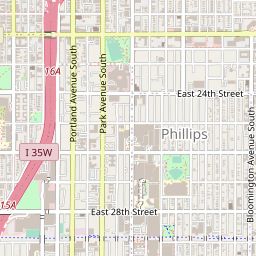 16A
East 24th Street
Portland Avenue South
Park Avenue South
Phillips
Bloomington Avenue South
I 35W
15A
East 28th Street